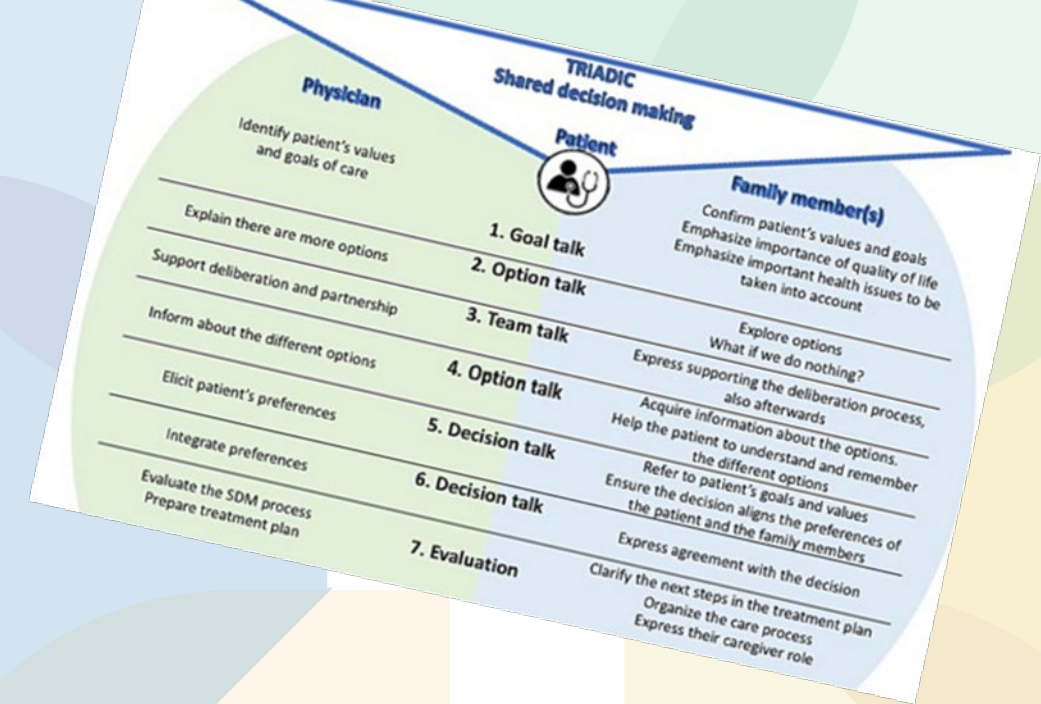 TRIADIC
Shared decision making
Patient
Physician
Identify patient's values
and goals of care
Family member(s)
Confirm patient's values and goals
Emphasize importance of quality of life
Emphasize important health issues to be
taken into account
1. Goal talk
Explain there are more options
2. Option talk
Explore options
What if we do nothing?
Support deliberation and partnership
3. Team talk
Express supporting the deliberation process,
also afterwards
Inform about the different options
4. Option talk
Acquire information about the options.
Help the patient to understand and remember
the different options
Elicit patient's preferences
5. Decision talk
Refer to patient's goals and values
Ensure the decision aligns the preferences of
the patient and the family members
Integrate preferences
6. Decision talk
Express agreement with the decision
Evaluate the SDM process
Prepare treatment plan
7. Evaluation
Clarify the next steps in the treatment plan
Organize the care process
Express their caregiver role